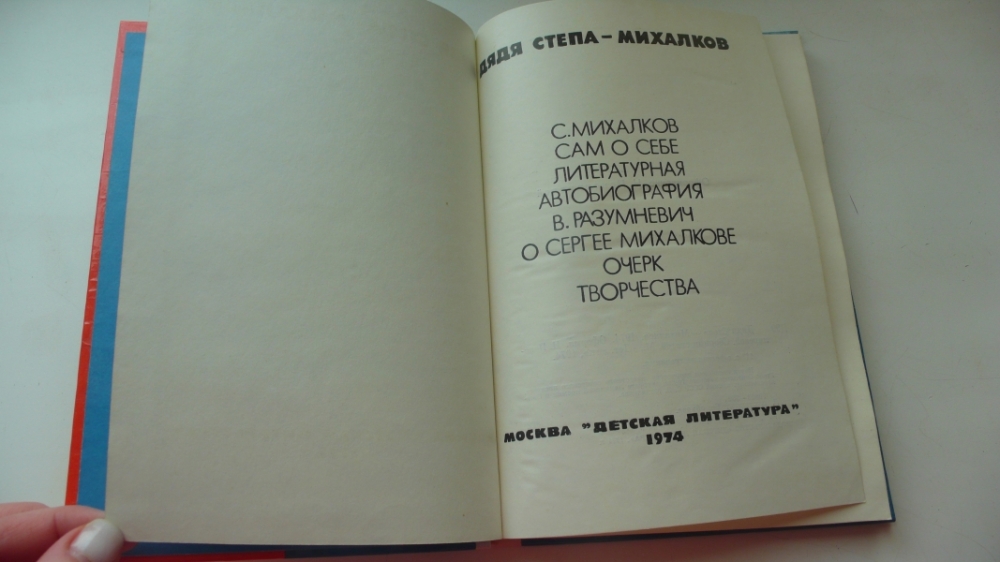 ДЯДЯ СТЕПА – МИХАЛКОВ
С. МИХАЛКОВ
САМ О СЕБЕ
ЛИТЕРАТУРНАЯ
АВТОБИОГРАФИЯ
В. РАЗУМНЕВИЧ
О СЕРГЕЕ МИХАЛКОВЕ
ОЧЕРК
ТВОРЧЕСТВА
МОСКВА "ДЕТСКАЯ ЛИТЕРАТУРА"
1974